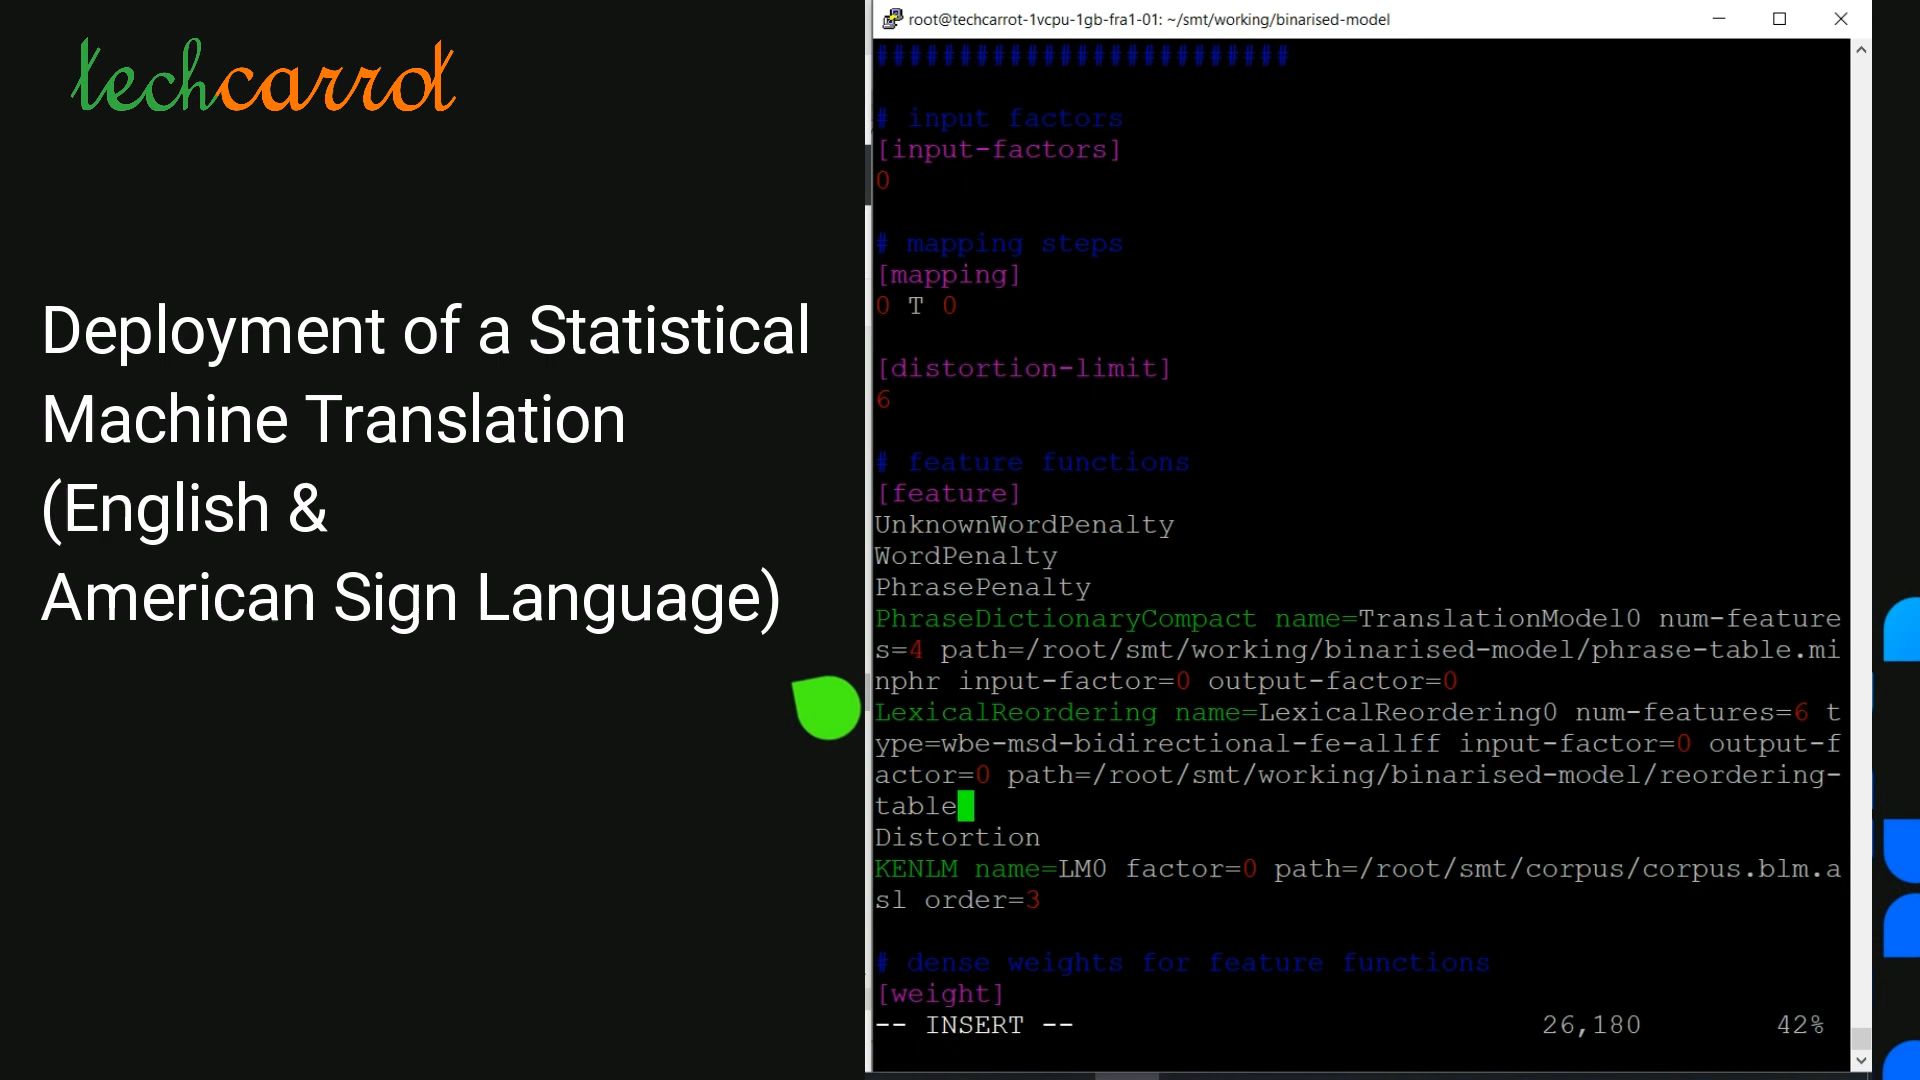 techcarrot
Deployment of a Statistical
Machine Translation
(English &
American Sign Language)
root@techcarrot-1vcpu-1gb-fra1-01: ~/smt/working/binarised-model
#########################
# input factors
[input-factors]
0
# mapping steps
[mapping]
0 T 0
[distortion-limit]
6
# feature functions
[feature]
UnknownWordPenalty
WordPenalty
PhrasePenalty
PhraseDictionaryCompact name=TranslationModel0 num-feature
s=4 path=/root/smt/working/binarised-model/phrase-table.mi
nphr input-factor=0 output-factor=0
LexicalReordering name=LexicalReordering0 num-features=6 t
ype=wbe-msd-bidirectional-fe-allff input-factor=0 output-f
actor=0 path=/root/smt/working/binarised-model/reordering-
table
Distortion
KENLM name=LM0 factor=0 path=/root/smt/corpus/corpus.blm.a
sl order=3
# dense weights for feature functions
[weight]
-- INSERT -- 26,180 42%